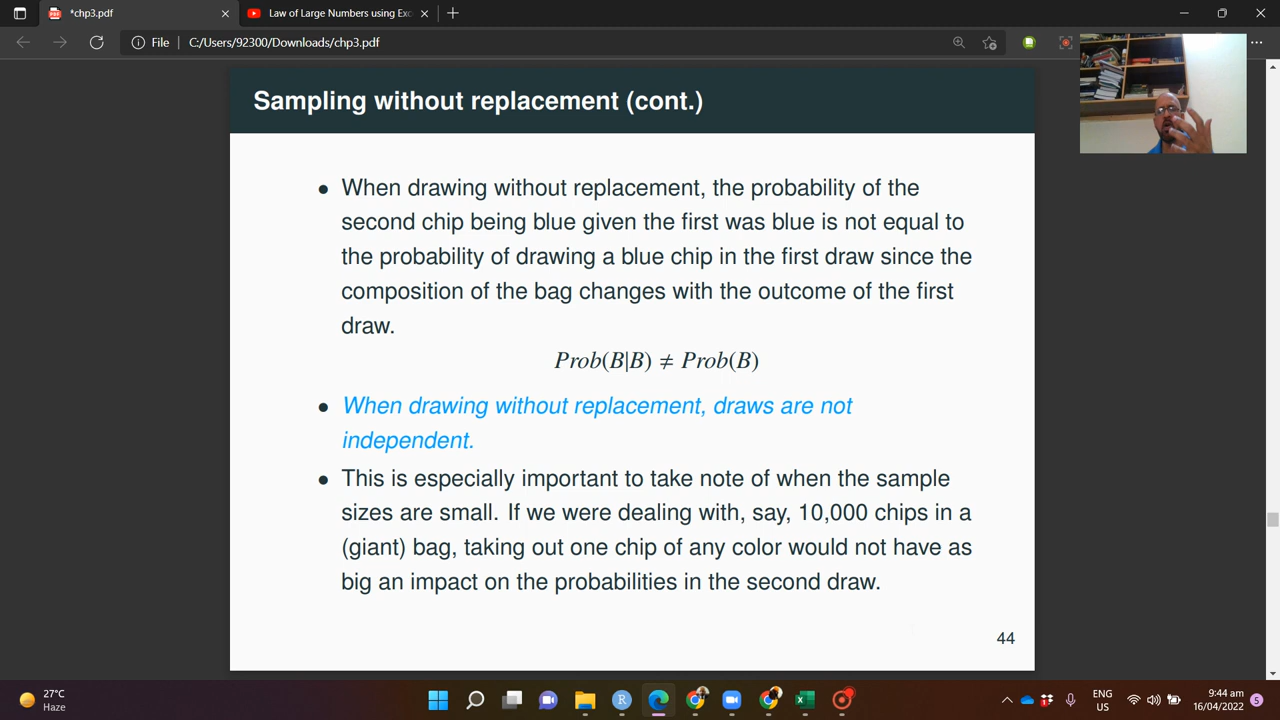 *chp3.pdf
Law of Large Numbers using Exc
File
C:/Users/92300/Downloads/chp3.pdf
Sampling without replacement (cont.)
• When drawing without replacement, the probability of the
second chip being blue given the first was blue is not equal to
the probability of drawing a blue chip in the first draw since the
composition of the bag changes with the outcome of the first
draw.
Prob(B|B) ≠ Prob(B)
• When drawing without replacement, draws are not
independent.
• This is especially important to take note of when the sample
sizes are small. If we were dealing with, say, 10,000 chips in a
(giant) bag, taking out one chip of any color would not have as
big an impact on the probabilities in the second draw.
44
27°C
Haze
ENG
US
9:44 am
16/04/2022
5